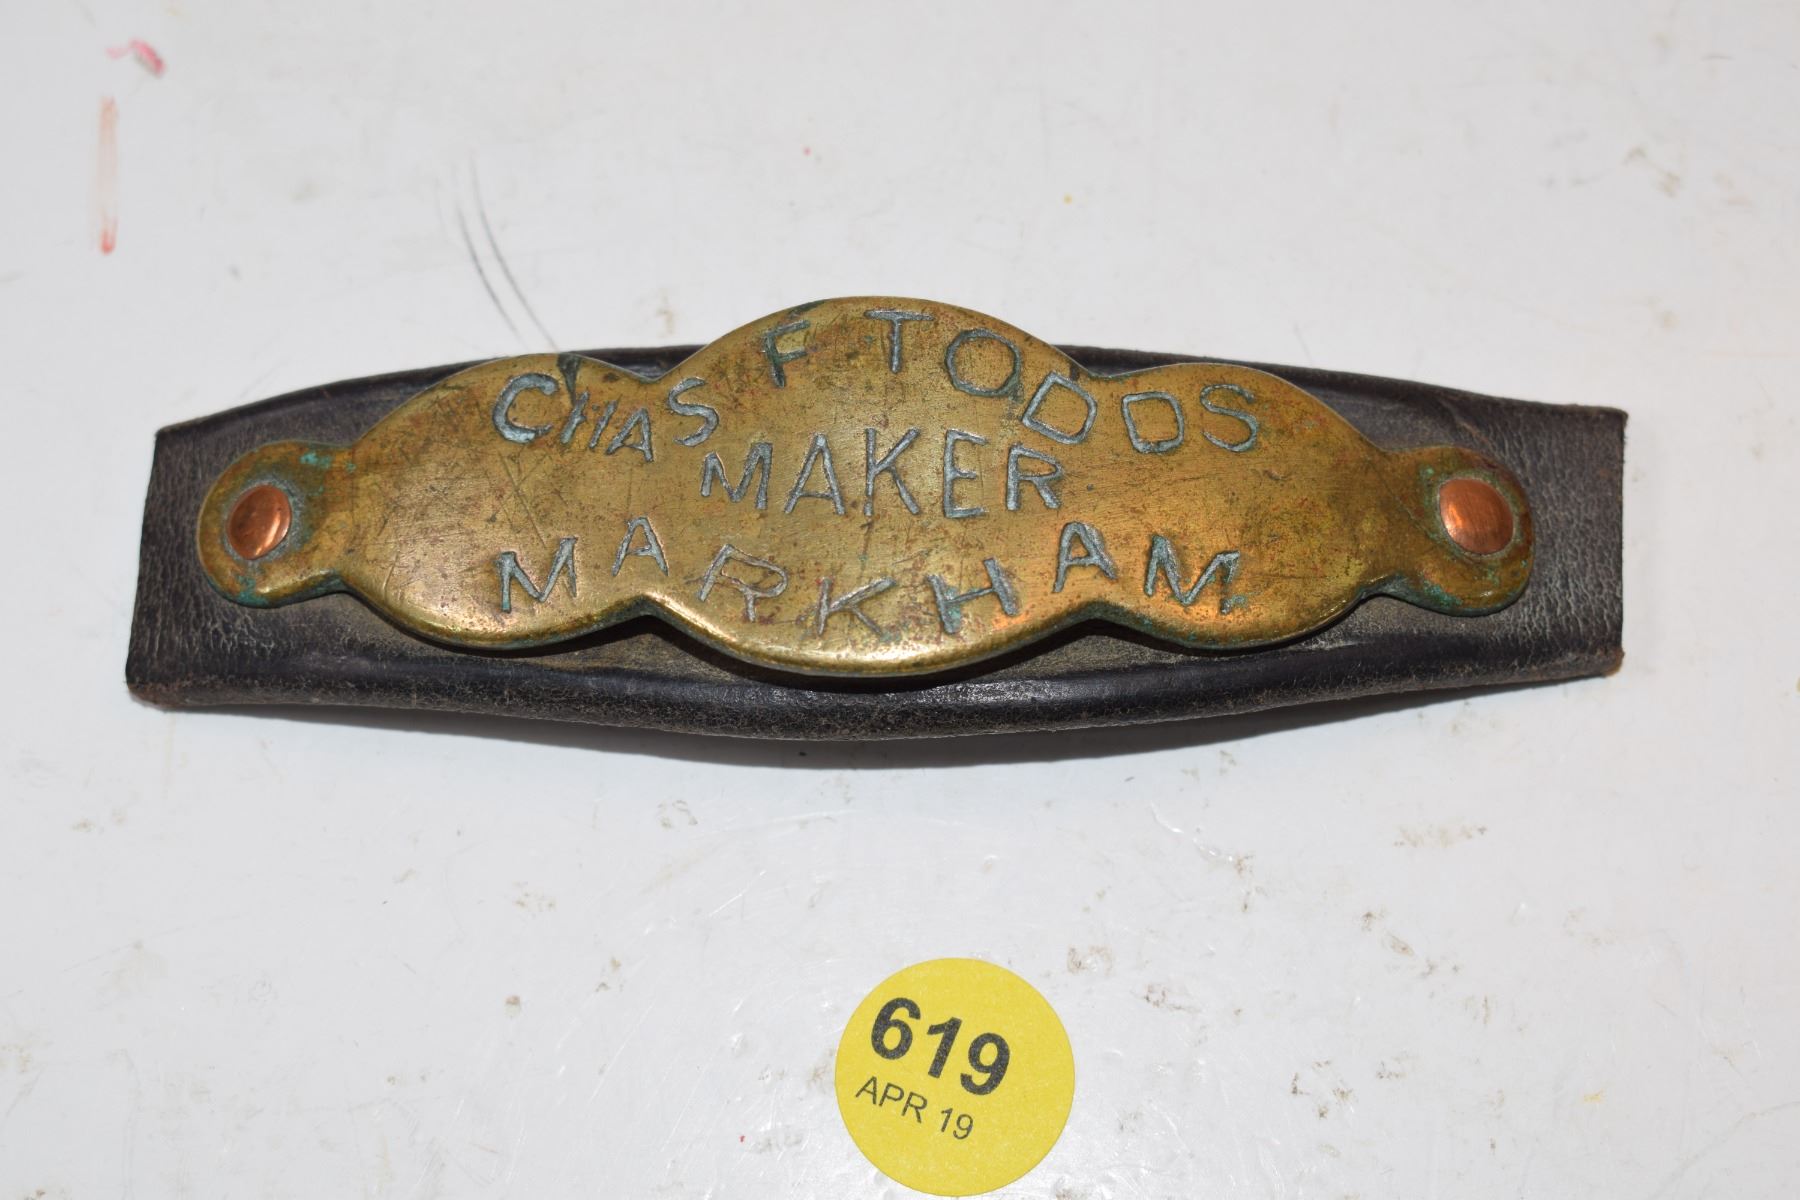 CHAS F TODDS
MAKER
MARKHAM
619
APR 19